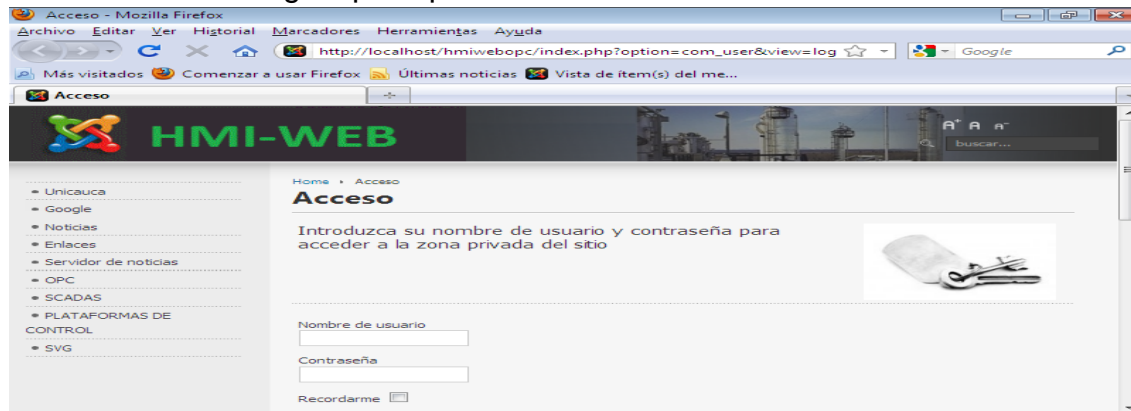 Acceso - Mozilla Firefox
Archivo Editar Ver Historial Marcadores Herramientas Ayuda
http://localhost/hmiwebopc/index.php?option=com_user&view=log
Google
Más visitados Comenzar a usar Firefox Últimas noticias Vista de ítem(s) del me...
Acceso
HMI-WEB
A+ A A-
buscar...
Unicauca
Google
Noticias
Enlaces
Servidor de noticias
OPC
SCADAS
PLATAFORMAS DE
CONTROL
SVG
Home Acceso
Acceso
Introduzca su nombre de usuario y contraseña para
acceder a la zona privada del sitio
Nombre de usuario
Contraseña
Recordarme